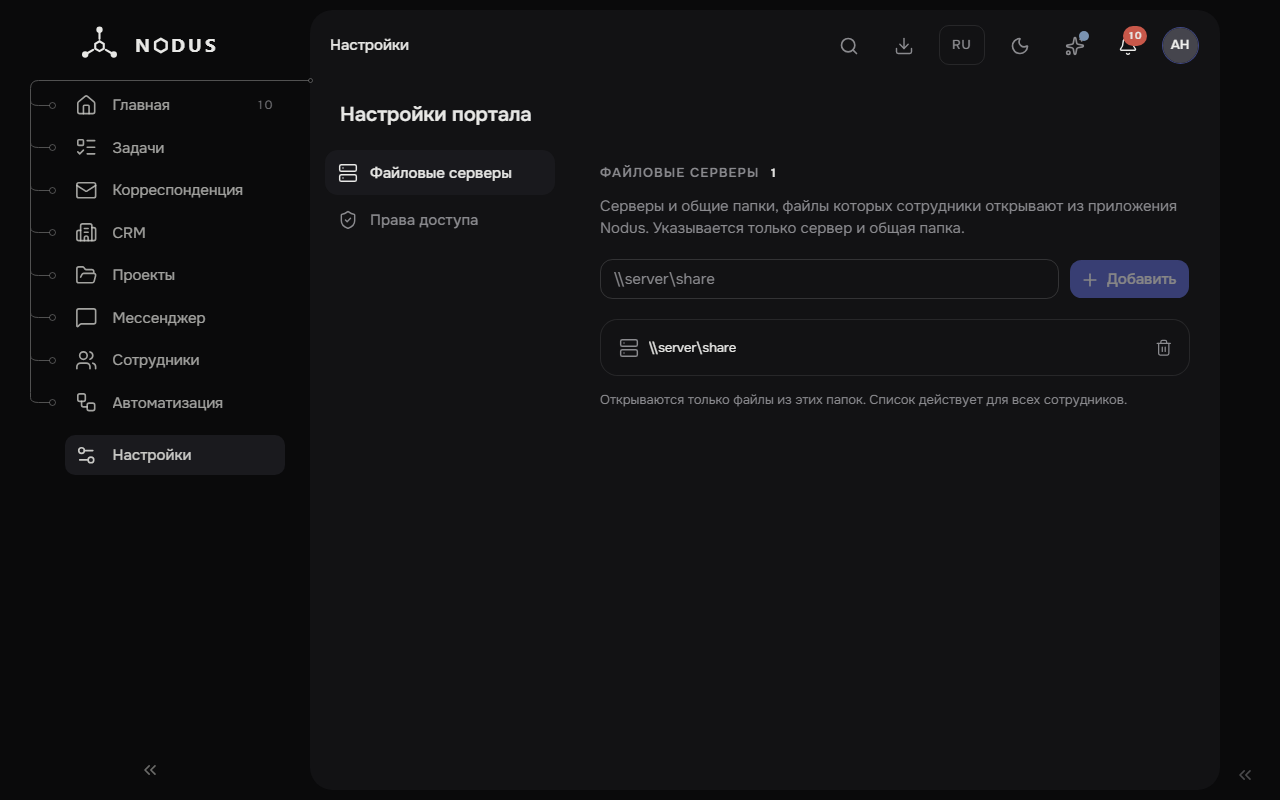 NODUS
Настройки
RU
10
AH
Главная 10
Задачи
Корреспонденция
CRM
Проекты
Мессенджер
Сотрудники
Автоматизация
Настройки
Настройки портала
Файловые серверы
Права доступа
ФАЙЛОВЫЕ СЕРВЕРЫ 1
Серверы и общие папки, файлы которых сотрудники открывают из приложения
Nodus. Указывается только сервер и общая папка.
\\server\share
Добавить
\\server\share
Открываются только файлы из этих папок. Список действует для всех сотрудников.